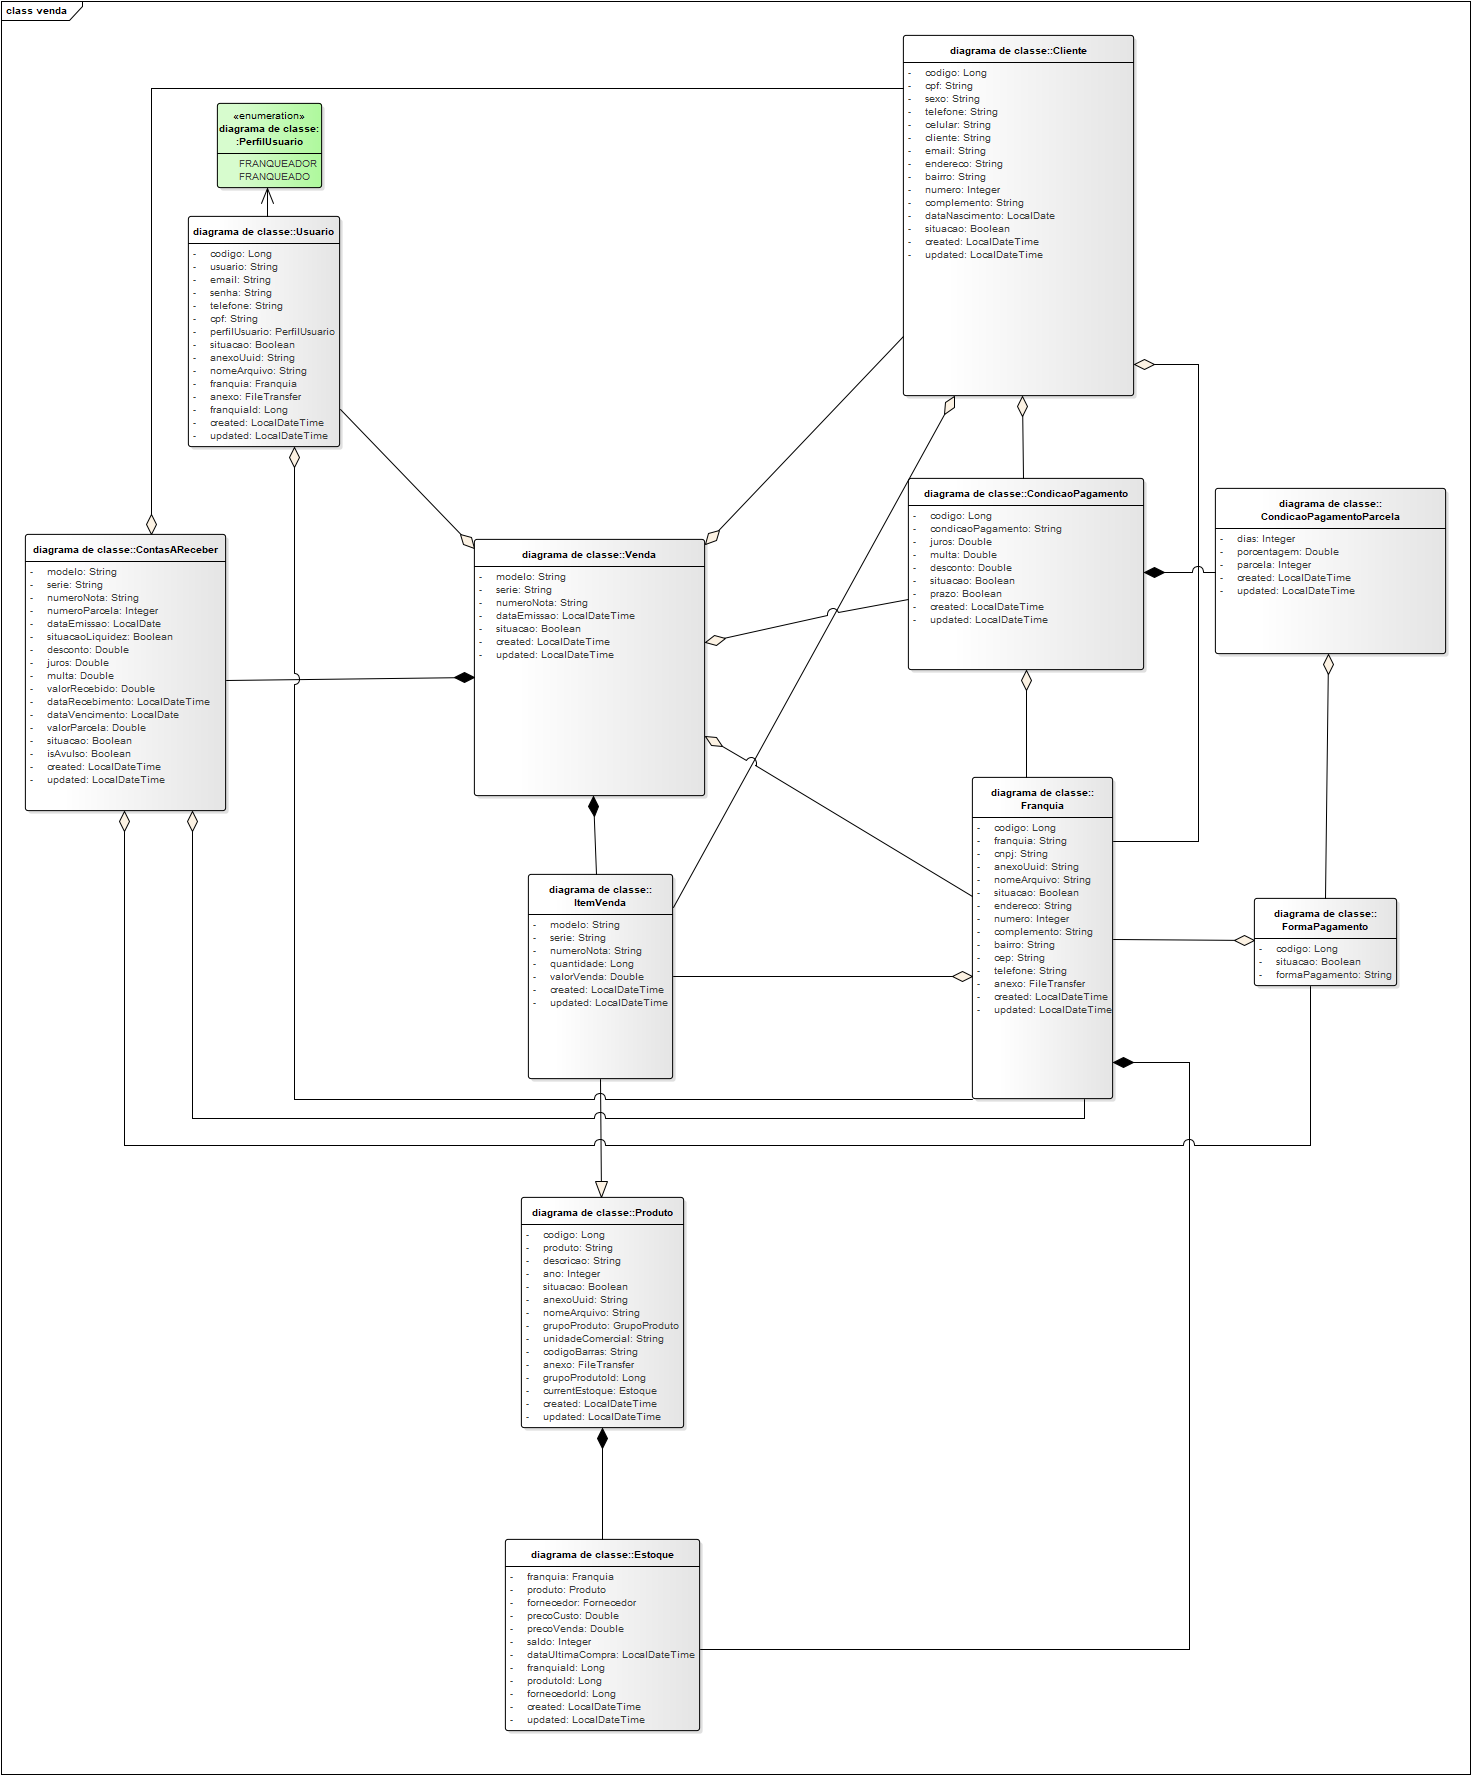 class venda
diagrama de classe::Cliente
- codigo: Long
- cpf: String
- sexo: String
- telefone: String
- celular: String
- cliente: String
- email: String
- endereco: String
- bairro: String
- numero: Integer
- complemento: String
- dataNascimento: LocalDate
- situacao: Boolean
- created: LocalDateTime
- updated: LocalDateTime
«enumeration»
diagrama de classe:
:PerfilUsuario
FRANQUEADOR
FRANQUEADO
diagrama de classe::Usuario
- codigo: Long
- usuario: String
- email: String
- senha: String
- telefone: String
- cpf: String
- perfilUsuario: PerfilUsuario
- situacao: Boolean
- anexoUuid: String
- nomeArquivo: String
- franquia: Franquia
- anexo: FileTransfer
- franquiaId: Long
- created: LocalDateTime
- updated: LocalDateTime
diagrama de classe::CondicaoPagamento
- codigo: Long
- condicaoPagamento: String
- juros: Double
- multa: Double
- desconto: Double
- situacao: Boolean
- prazo: Boolean
- created: LocalDateTime
- updated: LocalDateTime
diagrama de classe::
CondicaoPagamentoParcela
- dias: Integer
- porcentagem: Double
- parcela: Integer
- created: LocalDateTime
- updated: LocalDateTime
diagrama de classe::ContasAReceber
- modelo: String
- serie: String
- numeroNota: String
- numeroParcela: Integer
- dataEmissao: LocalDate
- situacaoLiquidez: Boolean
- desconto: Double
- juros: Double
- multa: Double
- valorRecebido: Double
- dataRecebimento: LocalDateTime
- dataVencimento: LocalDate
- valorParcela: Double
- situacao: Boolean
- isAvulso: Boolean
- created: LocalDateTime
- updated: LocalDateTime
diagrama de classe::Venda
- modelo: String
- serie: String
- numeroNota: String
- dataEmissao: LocalDateTime
- situacao: Boolean
- created: LocalDateTime
- updated: LocalDateTime
diagrama de classe::
Franquia
- codigo: Long
- franquia: String
- cnpj: String
- anexoUuid: String
- nomeArquivo: String
- situacao: Boolean
- endereco: String
- numero: Integer
- complemento: String
- bairro: String
- cep: String
- telefone: String
- anexo: FileTransfer
- created: LocalDateTime
- updated: LocalDateTime
diagrama de classe::
ItemVenda
- modelo: String
- serie: String
- numeroNota: String
- quantidade: Long
- valorVenda: Double
- created: LocalDateTime
- updated: LocalDateTime
diagrama de classe::
FormaPagamento
- codigo: Long
- situacao: Boolean
- formaPagamento: String
diagrama de classe::Produto
- codigo: Long
- produto: String
- descricao: String
- ano: Integer
- situacao: Boolean
- anexoUuid: String
- nomeArquivo: String
- grupoProduto: GrupoProduto
- unidadeComercial: String
- codigoBarras: String
- anexo: FileTransfer
- grupoProdutoId: Long
- currentEstoque: Estoque
- created: LocalDateTime
- updated: LocalDateTime
diagrama de classe::Estoque
- franquia: Franquia
- produto: Produto
- fornecedor: Fornecedor
- precoCusto: Double
- precoVenda: Double
- saldo: Integer
- dataUltimaCompra: LocalDateTime
- franquiaId: Long
- produtoId: Long
- fornecedorId: Long
- created: LocalDateTime
- updated: LocalDateTime